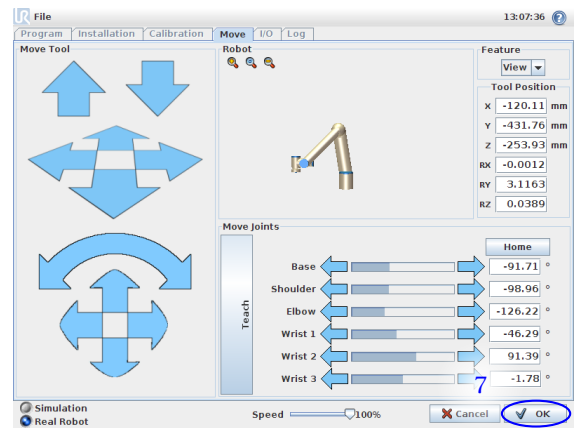 UR File 13:07:36 ?
Program Installation Calibration Move I/O Log
Move Tool
Robot
Feature
View
Tool Position
X -120.11 mm
Y -431.76 mm
Z -253.93 mm
RX -0.0012
RY 3.1163
RZ 0.0389
Move Joints
Teach
Home
Base -91.71 °
Shoulder -98.96 °
Elbow -126.22 °
Wrist 1 -46.29 °
Wrist 2 91.39 °
Wrist 3 -1.78 °
7
Simulation
Real Robot
Speed 100%
Cancel
OK